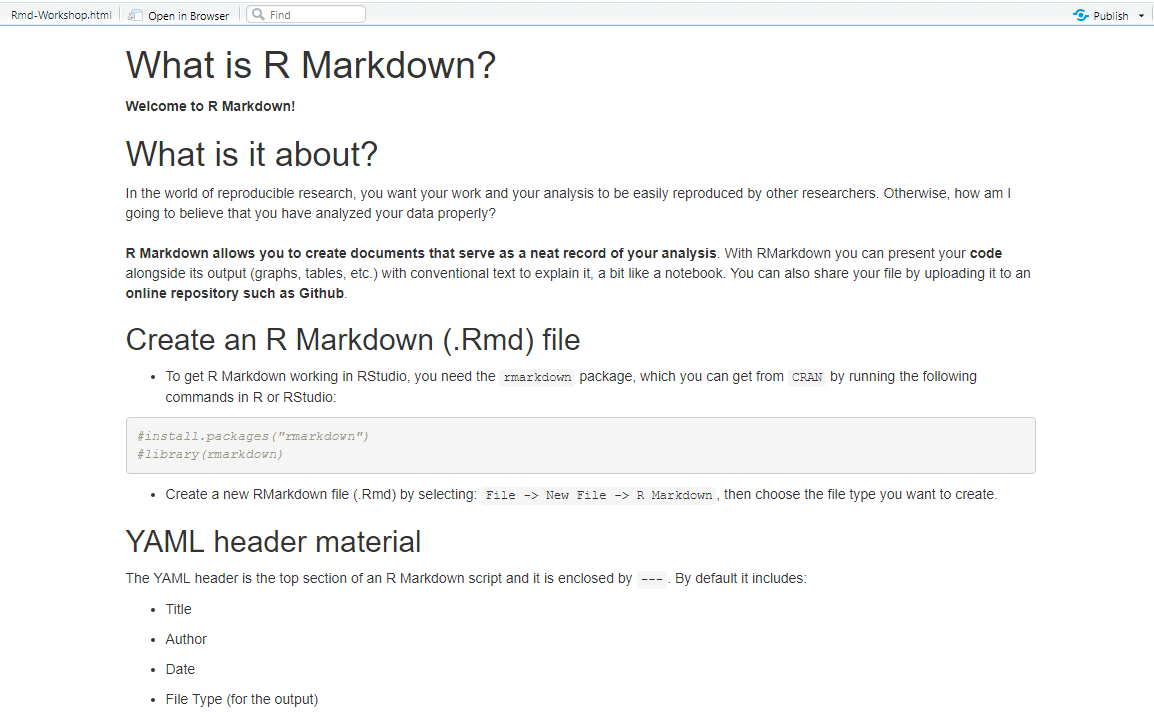 Rmd-Workshop.html Open in Browser Find Publish
What is R Markdown?
Welcome to R Markdown!
What is it about?
In the world of reproducible research, you want your work and your analysis to be easily reproduced by other researchers. Otherwise, how am I
going to believe that you have analyzed your data properly?
R Markdown allows you to create documents that serve as a neat record of your analysis. With RMarkdown you can present your code
alongside its output (graphs, tables, etc.) with conventional text to explain it, a bit like a notebook. You can also share your file by uploading it to an
online repository such as Github.
Create an R Markdown (.Rmd) file
• To get R Markdown working in RStudio, you need the rmarkdown package, which you can get from CRAN by running the following
commands in R or RStudio:
#install.packages("rmarkdown")
#library(rmarkdown)
• Create a new RMarkdown file (.Rmd) by selecting: File -> New File -> R Markdown, then choose the file type you want to create.
YAML header material
The YAML header is the top section of an R Markdown script and it is enclosed by ---. By default it includes:
• Title
• Author
• Date
• File Type (for the output)